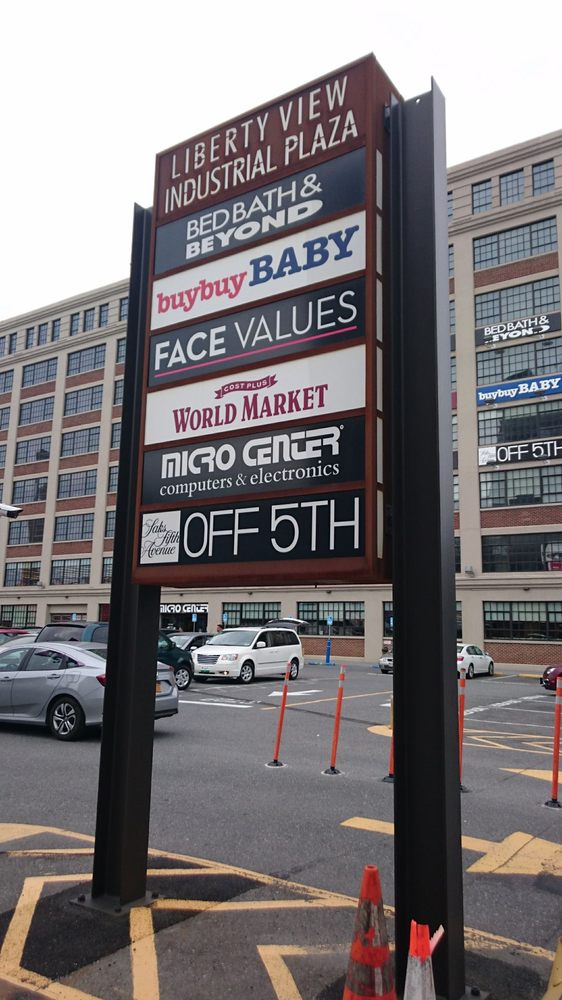 LIBERTY VIEW
INDUSTRIAL PLAZA
BED BATH &
BEYOND
buybuy BABY
FACE VALUES
COST PLUS
WORLD MARKET
MICRO CENTER
computers & electronics
Saks
Fifth
Avenue
OFF 5TH
BED BATH &
BEYOND
buybuy BABY
OFF 5TH
MICRO CENTER